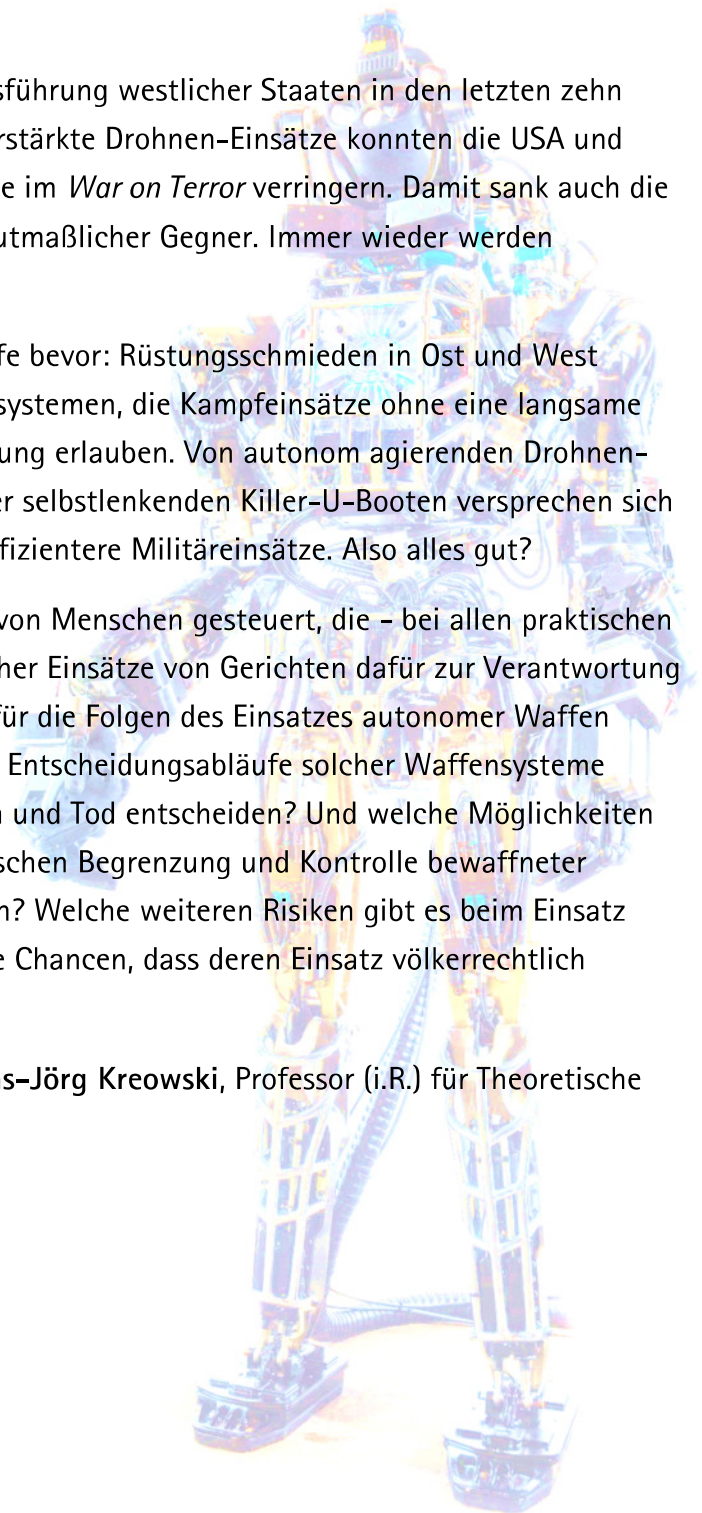 sführung westlicher Staaten in den letzten zehn
rstärkte Drohnen-Einsätze konnten die USA und
e im War on Terror verringern. Damit sank auch die
utmaßlicher Gegner. Immer wieder werden
fe bevor: Rüstungsschmieden in Ost und West
systemen, die Kampfeinsätze ohne eine langsame
ung erlauben. Von autonom agierenden Drohnen-
er selbstlenkenden Killer-U-Booten versprechen sich
fizientere Militäreinsätze. Also alles gut?
von Menschen gesteuert, die - bei allen praktischen
her Einsätze von Gerichten dafür zur Verantwortung
für die Folgen des Einsatzes autonomer Waffen
Entscheidungsabläufe solcher Waffensysteme
n und Tod entscheiden? Und welche Möglichkeiten
schen Begrenzung und Kontrolle bewaffneter
n? Welche weiteren Risiken gibt es beim Einsatz
e Chancen, dass deren Einsatz völkerrechtlich
s-Jörg Kreowski, Professor (i.R.) für Theoretische